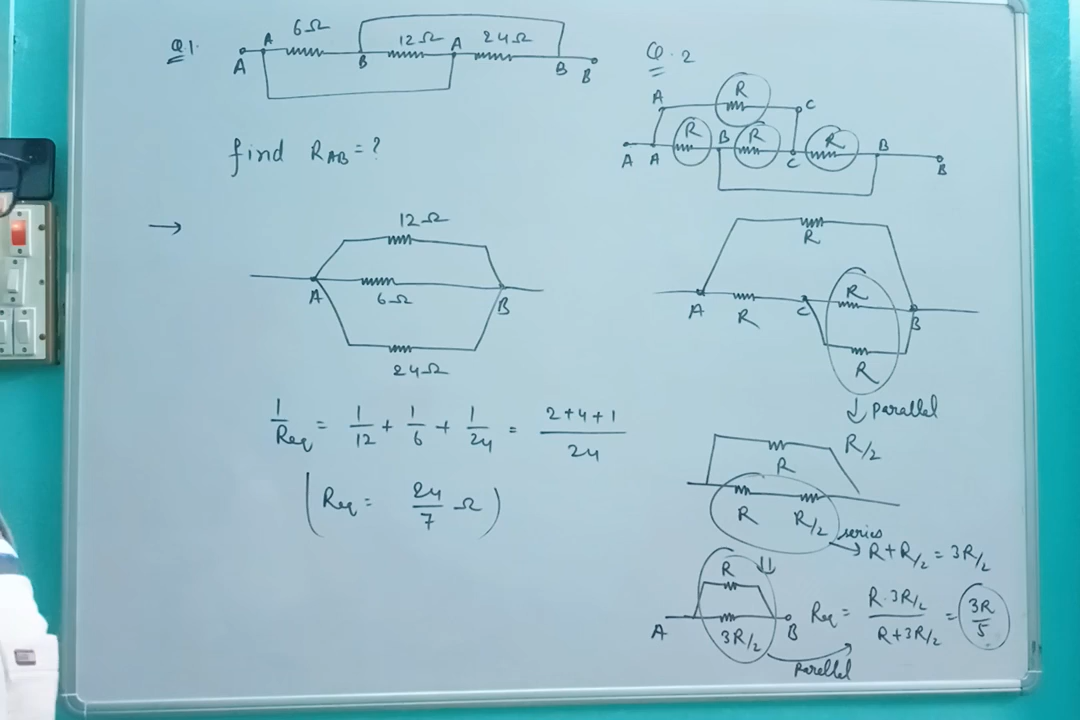 Q.1.
6Ω 12Ω 24Ω
A A B A B B
find R_AB = ?
→
12Ω
A 6Ω B
24Ω
1/Req = 1/12 + 1/6 + 1/24 = (2+4+1)/24
(Req = 24/7 Ω)
Q.2
A R C
A A R B R C R B B
R
A R C R B
R
↓ Parallel
R/2
R
R R/2 series
→ R+R/2 = 3R/2
⇓
R
A 3R/2 B Req = (R·3R/2)/(R+3R/2) = 3R/5
Parallel